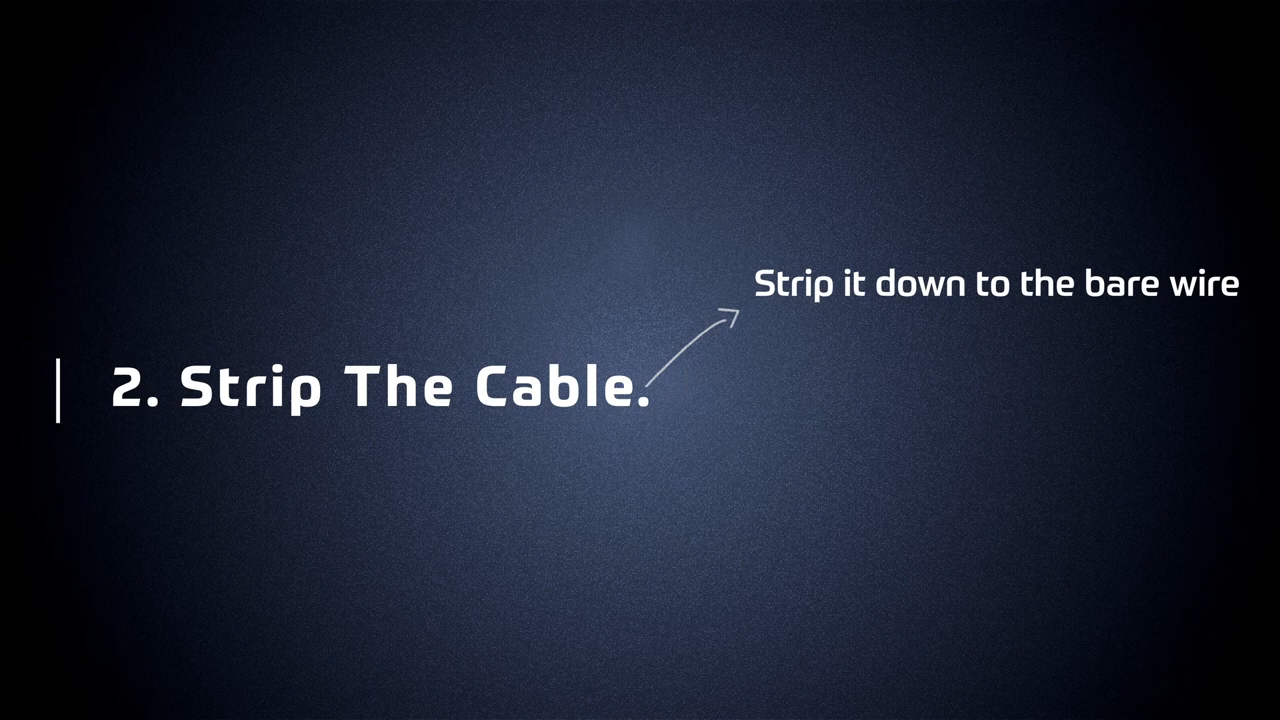 Strip it down to the bare wire
2. Strip The Cable.